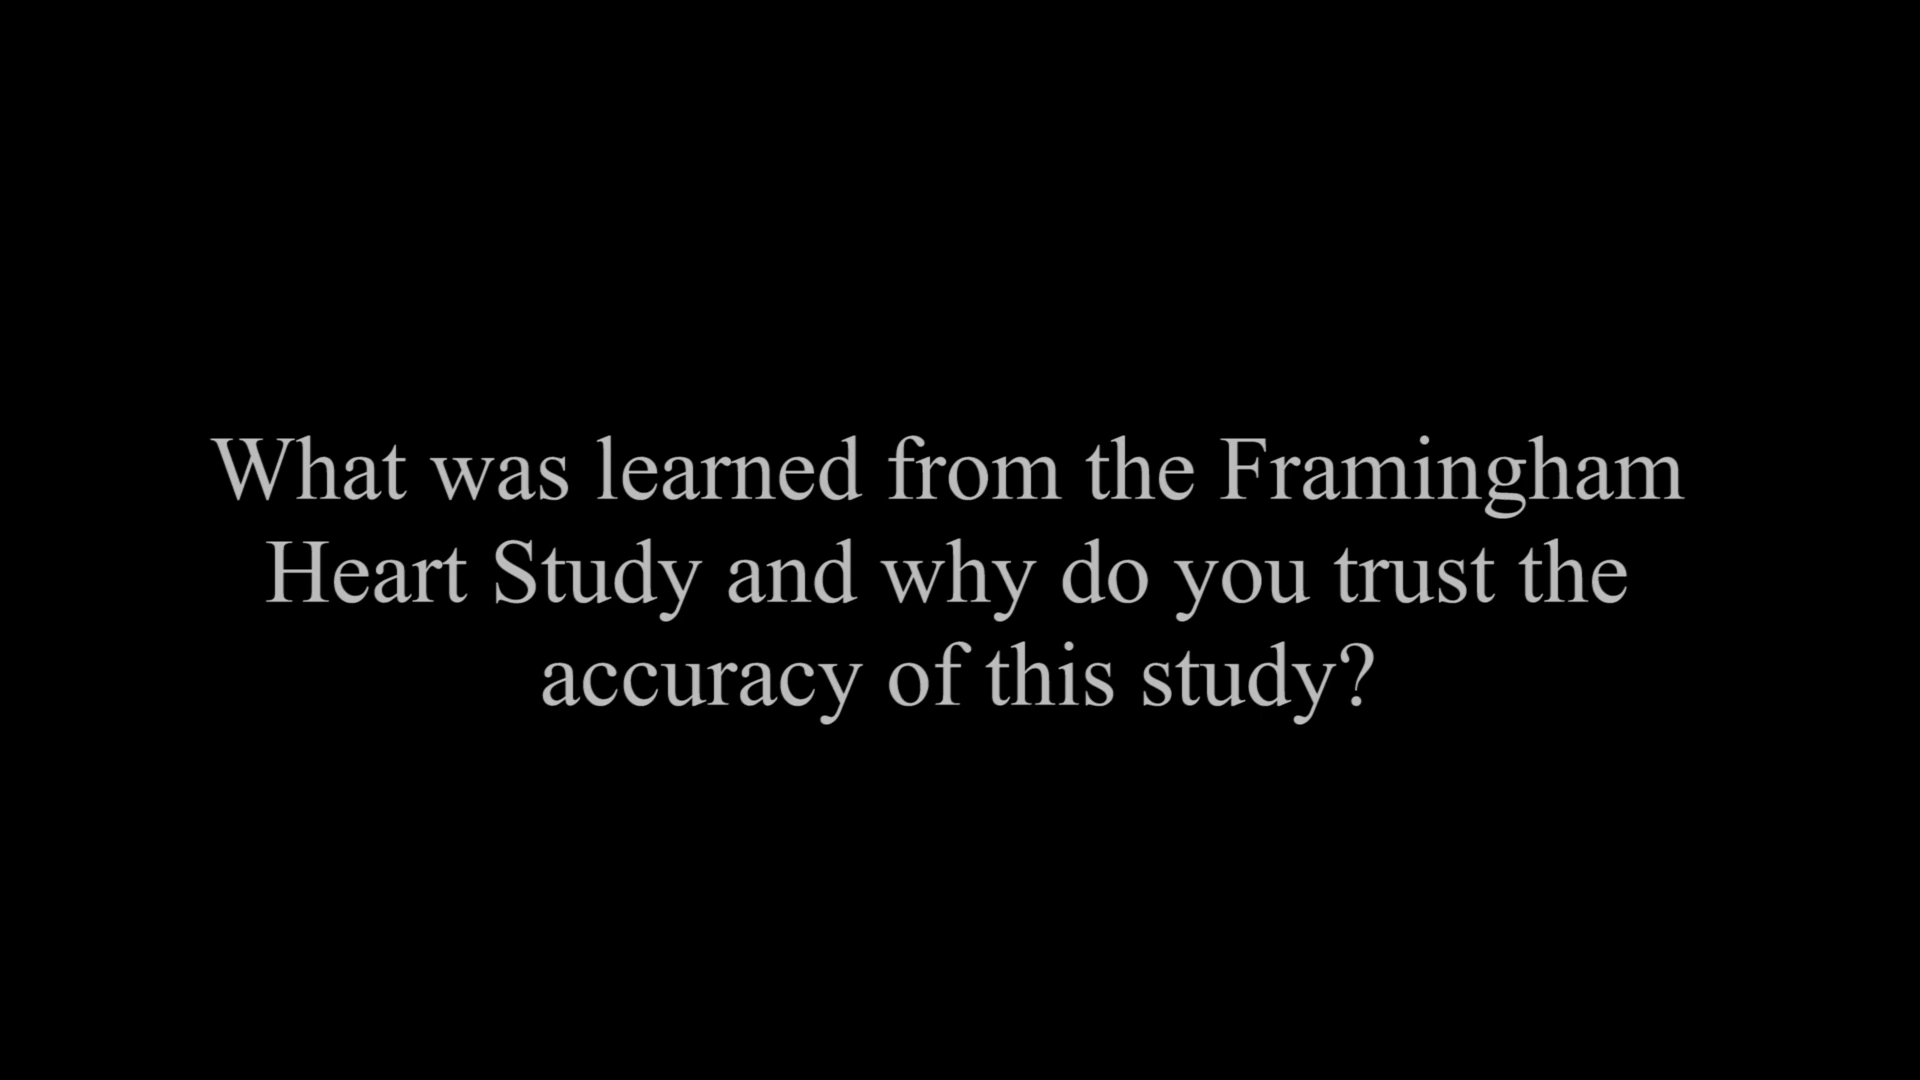 What was learned from the Framingham
Heart Study and why do you trust the
accuracy of this study?